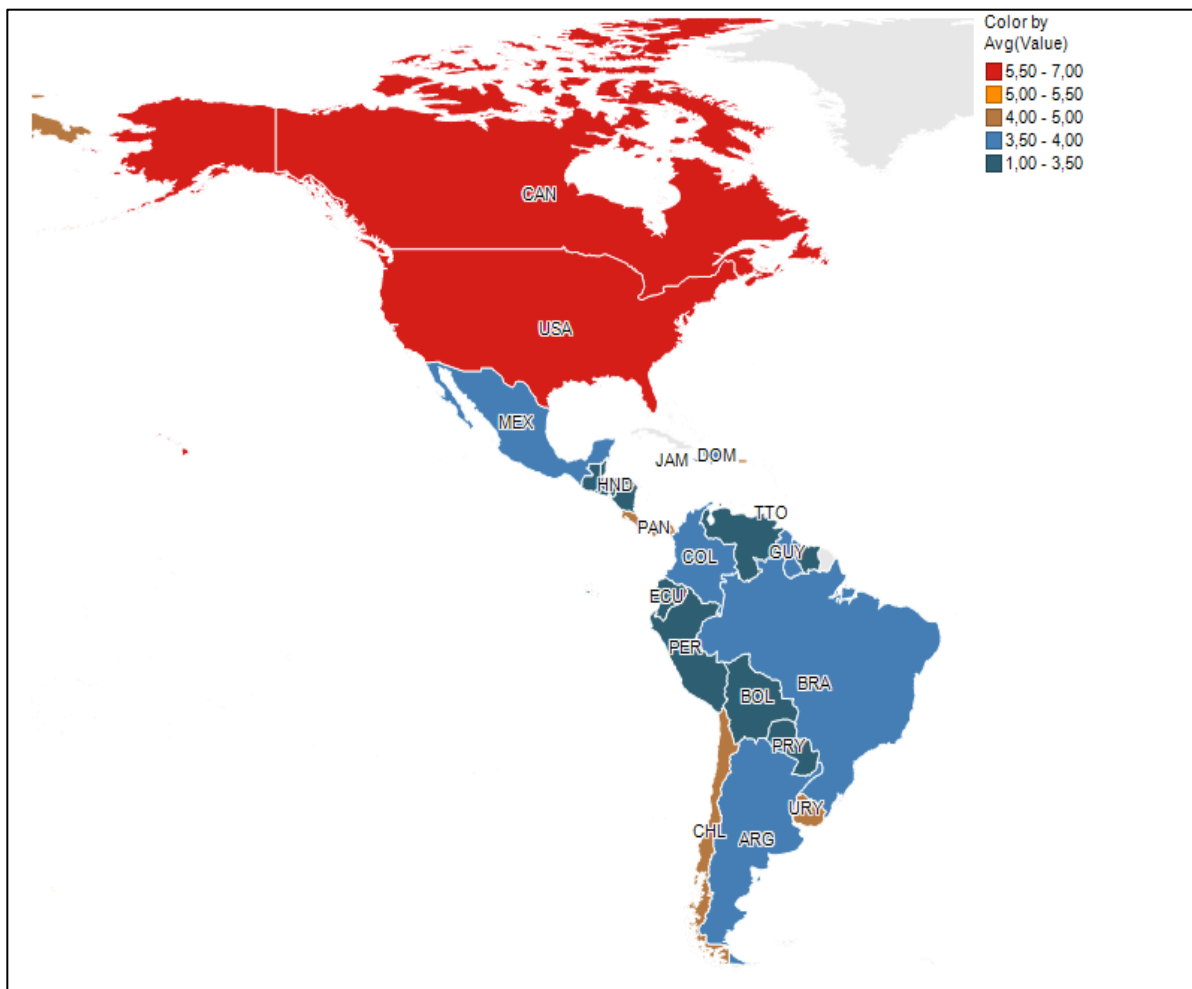 Color by
Avg(Value)
5,50 - 7,00
5,00 - 5,50
4,00 - 5,00
3,50 - 4,00
1,00 - 3,50
CAN
USA
MEX
JAM
DOM
HND
TTO
PAN
GUY
COL
ECU
PER
BRA
BOL
PRY
URY
CHL
ARG